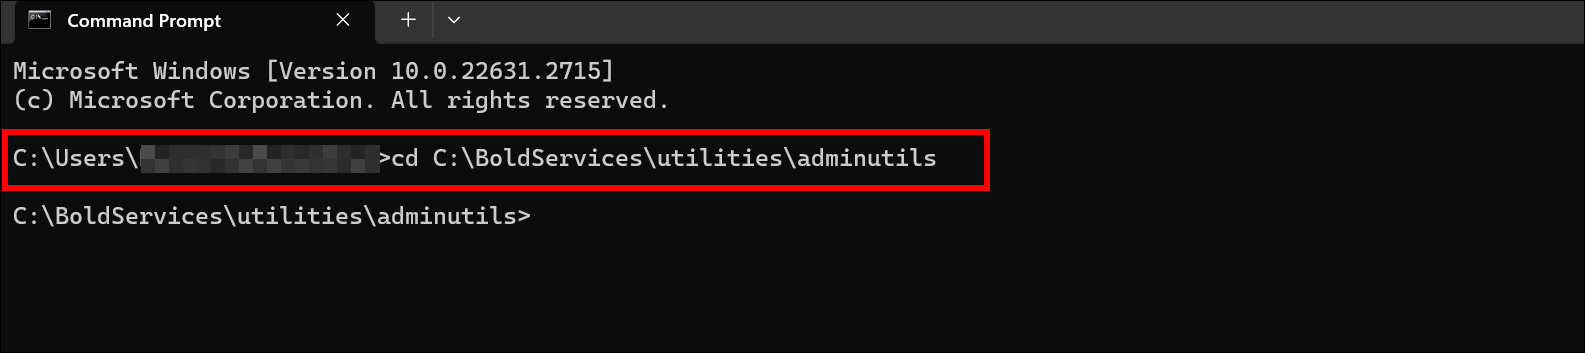 Command Prompt
Microsoft Windows [Version 10.0.22631.2715]
(c) Microsoft Corporation. All rights reserved.
C:\Users\>cd C:\BoldServices\utilities\adminutils
C:\BoldServices\utilities\adminutils>